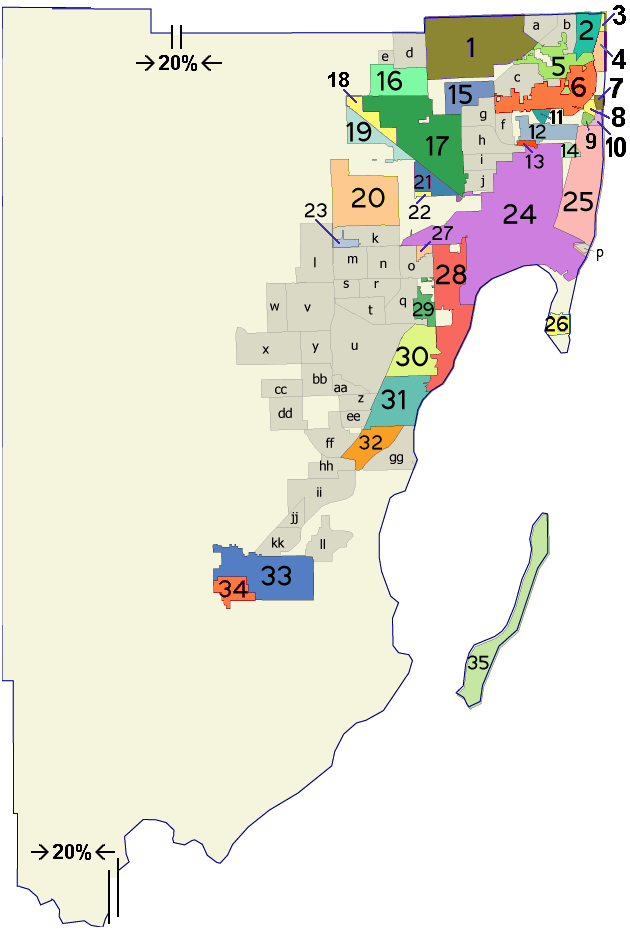 a b 2 3
1
→20%←
e d 4
5
c
16 6
18 15 7
g 8
f 11
19 12
17 h 9 10
13 14
i
21 j
20
22 24 25
23
k 27
p
l m n o
28
s r
w v q
t 29
26
x y u 30
bb
cc aa
z 31
dd ee
ff 32
gg
hh
ii
jj
kk ll
33
34
35
→20%←